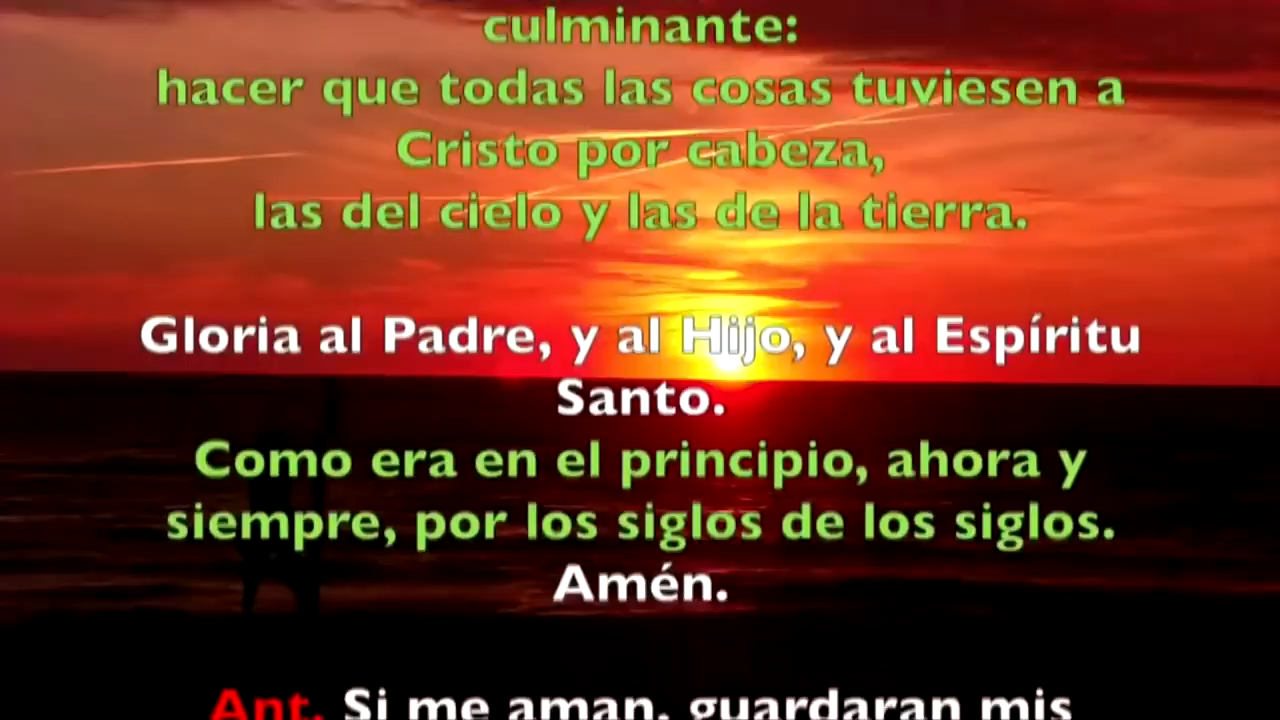 culminante:
hacer que todas las cosas tuviesen a
Cristo por cabeza,
las del cielo y las de la tierra.
Gloria al Padre, y al Hijo, y al Espíritu
Santo.
Como era en el principio, ahora y
siempre, por los siglos de los siglos.
Amén.
Ant. Si me aman, guardaran mis